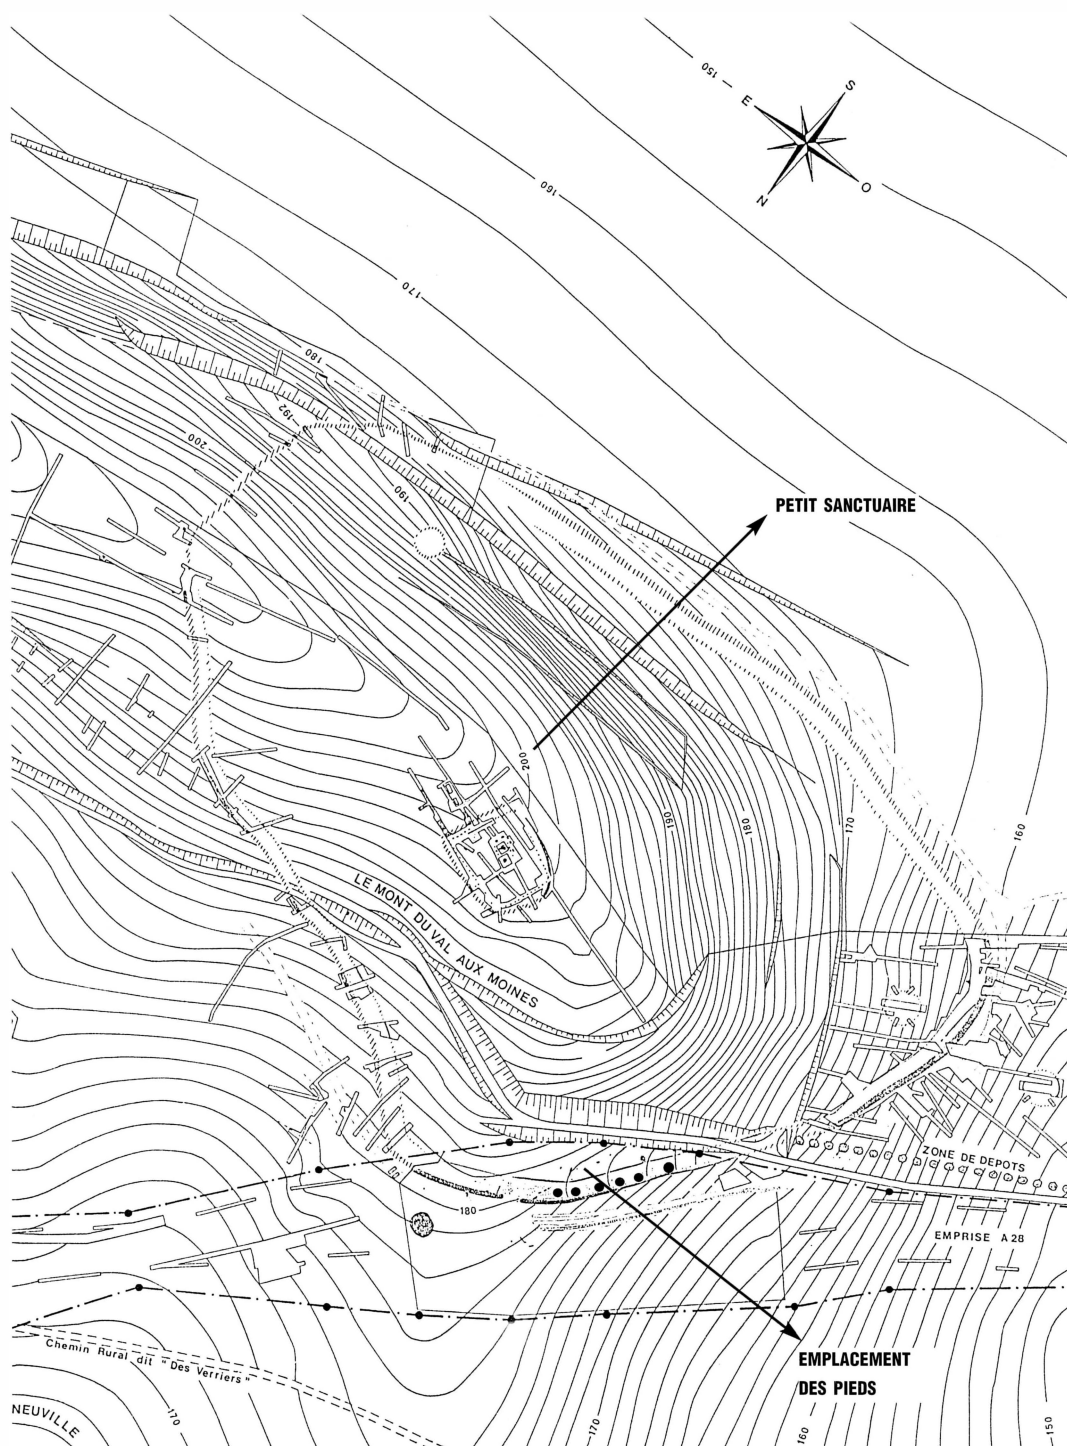 150
E
S
N
O
160
170
180
192
200
190
PETIT SANCTUAIRE
200
190
180
170
160
LE MONT DU VAL AUX MOINES
ZONE DE DEPOTS
180
EMPRISE A 28
Chemin Rural dit "Des Verriers"
EMPLACEMENT
DES PIEDS
NEUVILLE
170
170
160
150